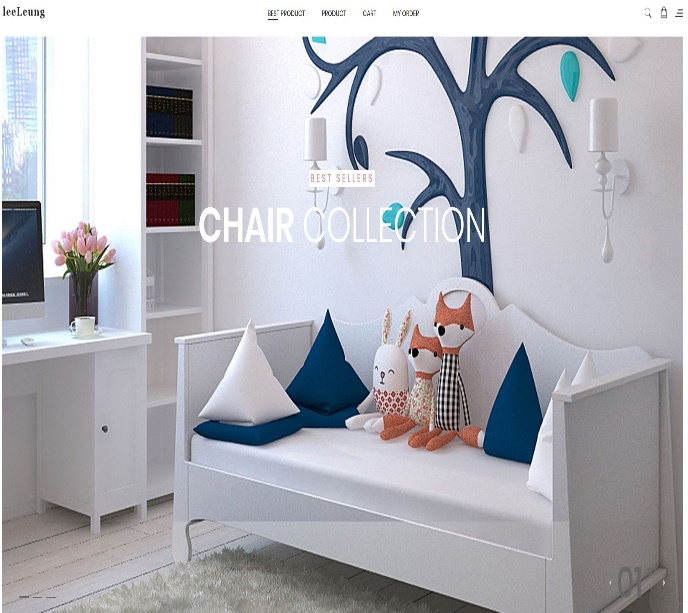 leeLeung
BEST PRODUCT PRODUCT CART MY ORDER
BEST SELLERS
CHAIR COLLECTION
01